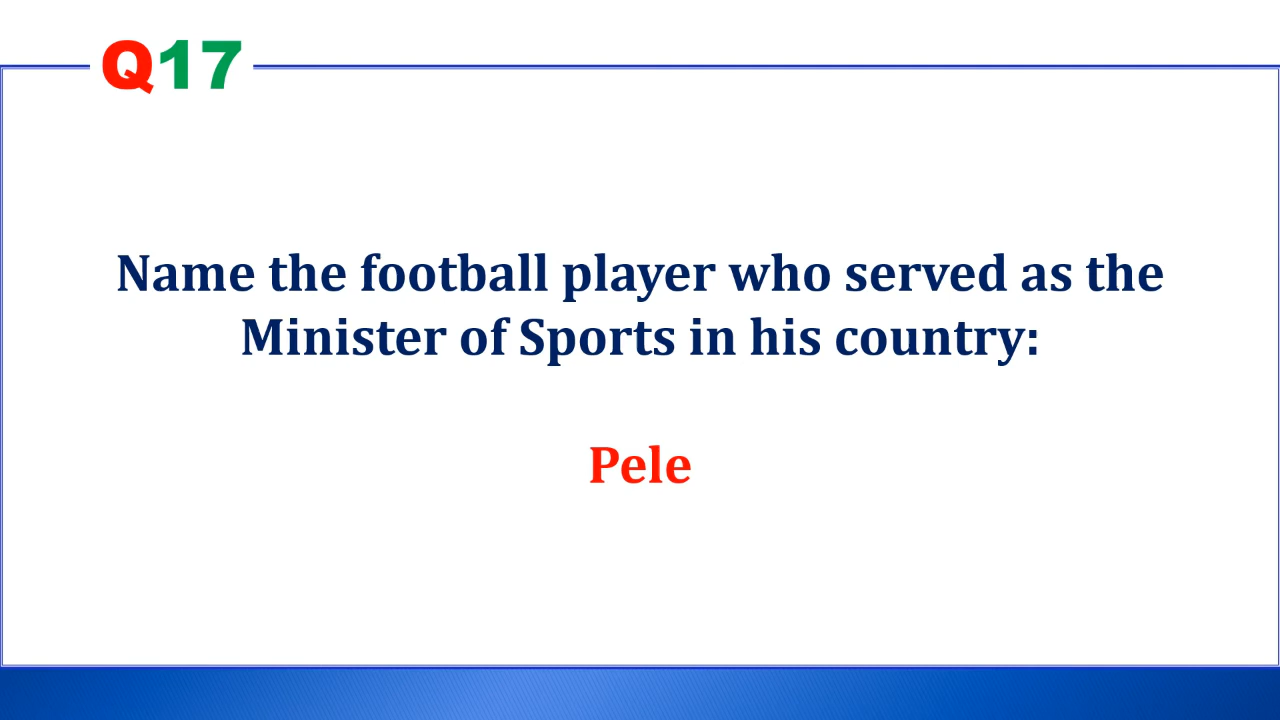 Q17
Name the football player who served as the
Minister of Sports in his country:
Pele